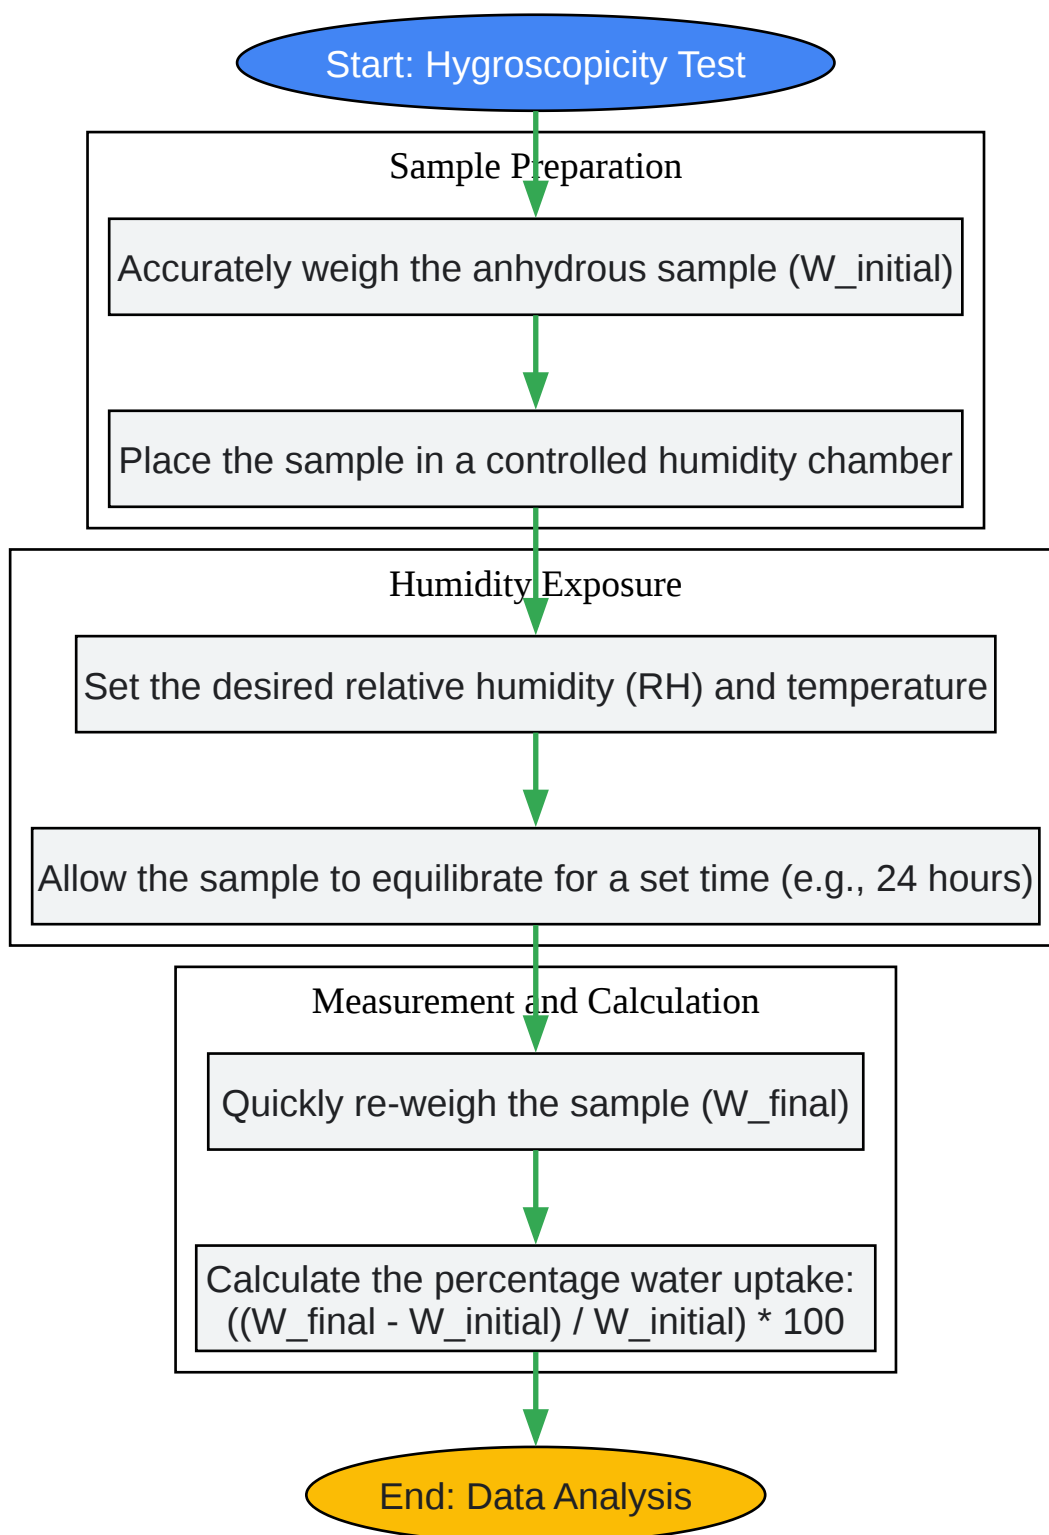 Start: Hygroscopicity Test
Sample Preparation
Accurately weigh the anhydrous sample (W_initial)
Place the sample in a controlled humidity chamber
Humidity Exposure
Set the desired relative humidity (RH) and temperature
Allow the sample to equilibrate for a set time (e.g., 24 hours)
Measurement and Calculation
Quickly re-weigh the sample (W_final)
Calculate the percentage water uptake:
((W_final - W_initial) / W_initial) * 100
End: Data Analysis